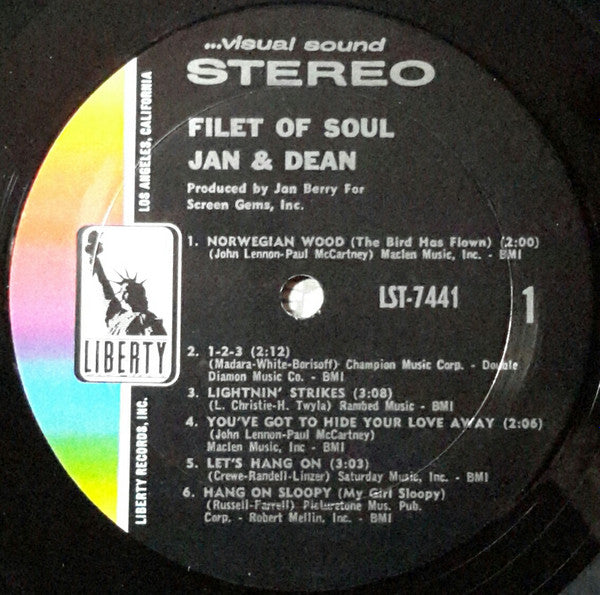 ...visual sound
STEREO
FILET OF SOUL
JAN & DEAN
Produced by Jan Berry For
Screen Gems, Inc.
1. NORWEGIAN WOOD (The Bird Has Flown) (2:00)
(John Lennon-Paul McCartney) Maclen Music, Inc. - BMI
LST-7441
1
2. 1-2-3 (2:12)
(Madara-White-Borisoff) Champion Music Corp. - Double
Diamon Music Co. - BMI
3. LIGHTNIN' STRIKES (3:08)
(L. Christie-H. Twyla) Rambed Music - BMI
4. YOU'VE GOT TO HIDE YOUR LOVE AWAY (2:06)
(John Lennon-Paul McCartney)
Maclen Music, Inc - BMI
5. LET'S HANG ON (3:03)
(Crewe-Randell-Linzer) Saturday Music, Inc. - BMI
6. HANG ON SLOOPY (My Girl Sloopy)
(Russell-Farrell) Picturetone Mus. Pub.
Corp. - Robert Mellin, Inc. - BMI
LIBERTY
LIBERTY RECORDS, INC.
LOS ANGELES, CALIFORNIA